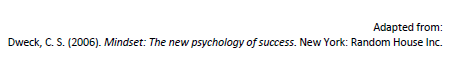 Adapted from:
Dweck, C. S. (2006). Mindset: The new psychology of success. New York: Random House Inc.